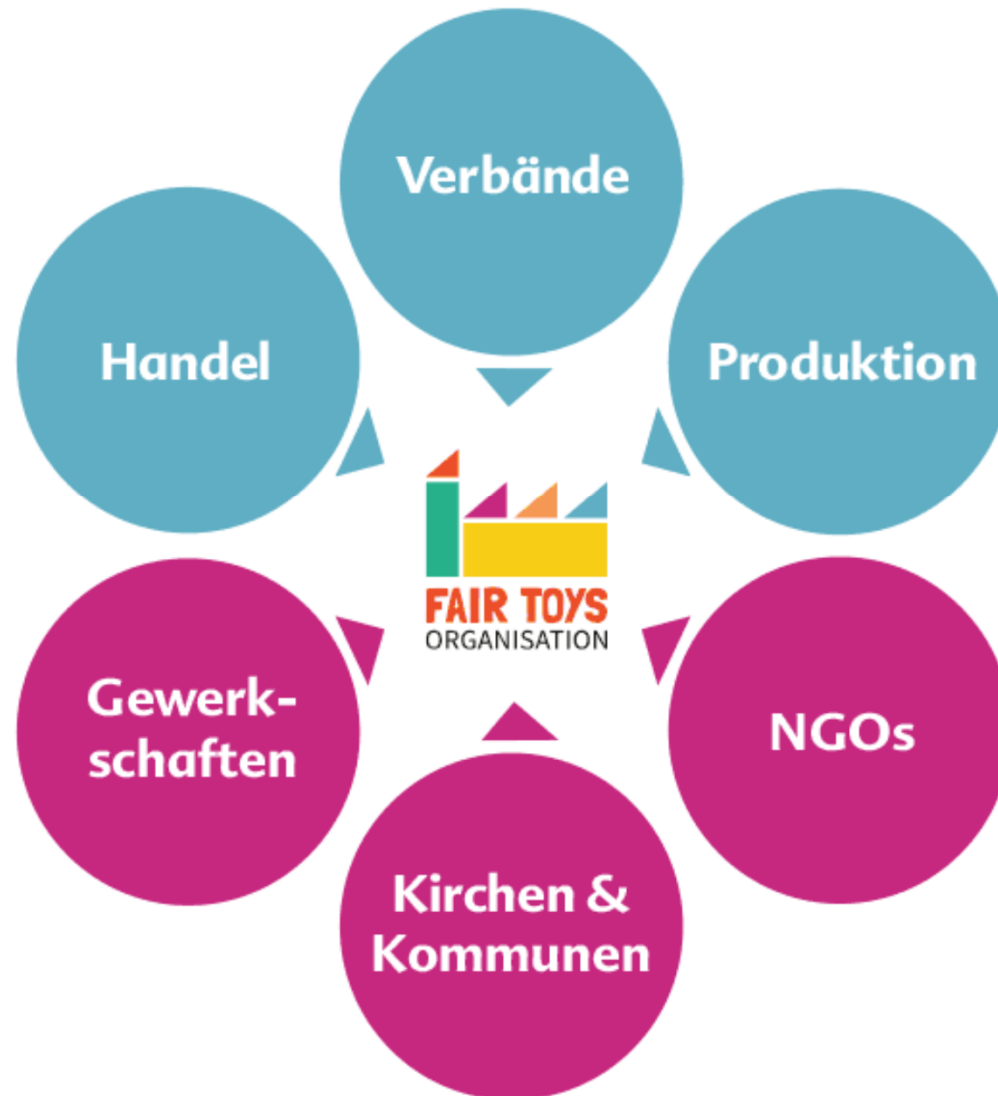 Verbände
Handel
Produktion
FAIR TOYS
ORGANISATION
Gewerk-
schaften
NGOs
Kirchen &
Kommunen